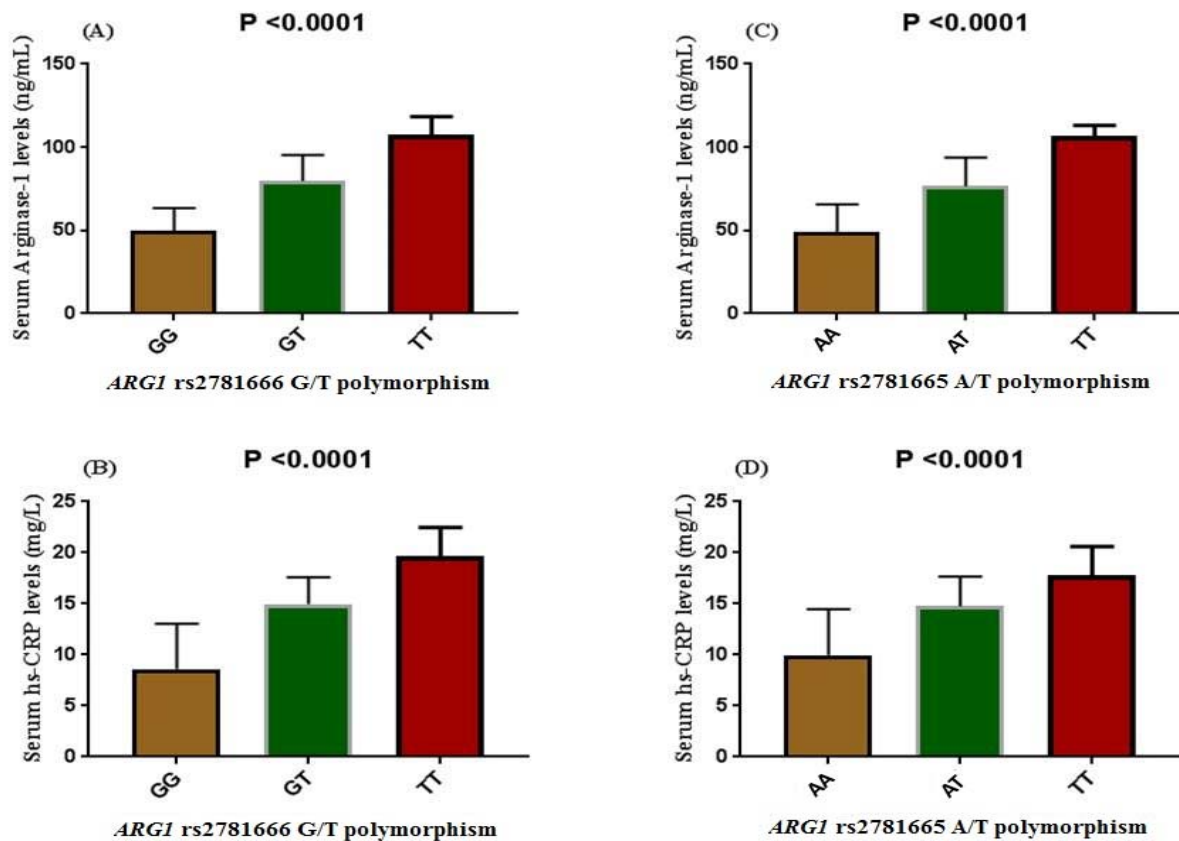 (A)
P <0.0001
Serum Arginase-1 levels (ng/mL)
150
100
50
0
GG
GT
TT
ARG1 rs2781666 G/T polymorphism
(C)
P <0.0001
Serum Arginase-1 levels (ng/mL)
150
100
50
0
AA
AT
TT
ARG1 rs2781665 A/T polymorphism
(B)
P <0.0001
Serum hs-CRP levels (mg/L)
25
20
15
10
5
0
GG
GT
TT
ARG1 rs2781666 G/T polymorphism
(D)
P <0.0001
Serum hs-CRP levels (mg/L)
25
20
15
10
5
0
AA
AT
TT
ARG1 rs2781665 A/T polymorphism